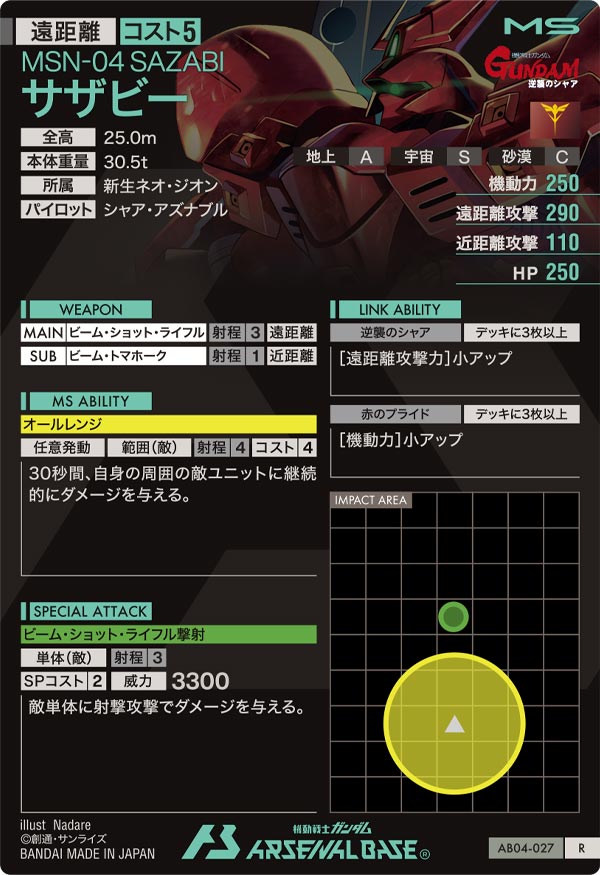 遠距離 コスト5 MS
MSN-04 SAZABI
サザビー
機動戦士ガンダム
GUNDAM
逆襲のシャア
全高 25.0m
本体重量 30.5t
所属 新生ネオ・ジオン
パイロット シャア・アズナブル
地上 A 宇宙 S 砂漠 C
機動力 250
遠距離攻撃 290
近距離攻撃 110
HP 250
WEAPON
MAIN ビーム・ショット・ライフル 射程 3 遠距離
SUB ビーム・トマホーク 射程 1 近距離
MS ABILITY
オールレンジ
任意発動 範囲(敵) 射程 4 コスト 4
30秒間、自身の周囲の敵ユニットに継続
的にダメージを与える。
SPECIAL ATTACK
ビーム・ショット・ライフル撃射
単体(敵) 射程 3
SPコスト 2 威力 3300
敵単体に射撃攻撃でダメージを与える。
LINK ABILITY
逆襲のシャア デッキに3枚以上
[遠距離攻撃力]小アップ
赤のプライド デッキに3枚以上
[機動力]小アップ
IMPACT AREA
illust Nadare
©創通・サンライズ
BANDAI MADE IN JAPAN
機動戦士ガンダム
AB ARSENAL BASE®
AB04-027 R